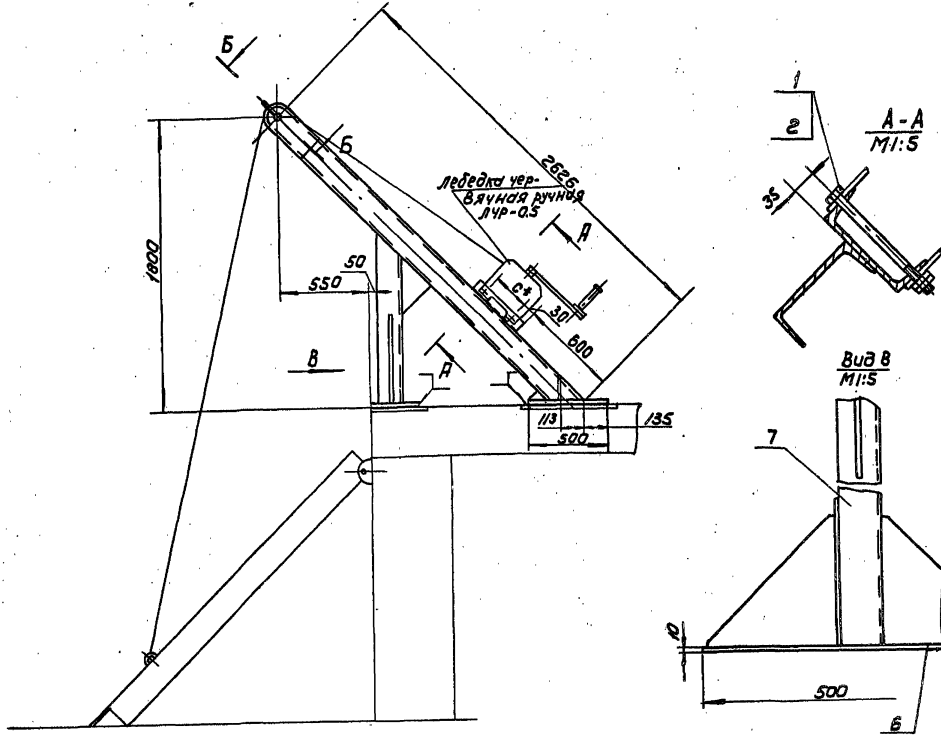 Б
Б
2626
1
2
А-А
М1:5
35
Лебедка чер-
вячная ручная
ЛЧР-0.5
А
1800
50
550
30
600
В
А
113
500
135
Вид В
М1:5
7
10
500
6